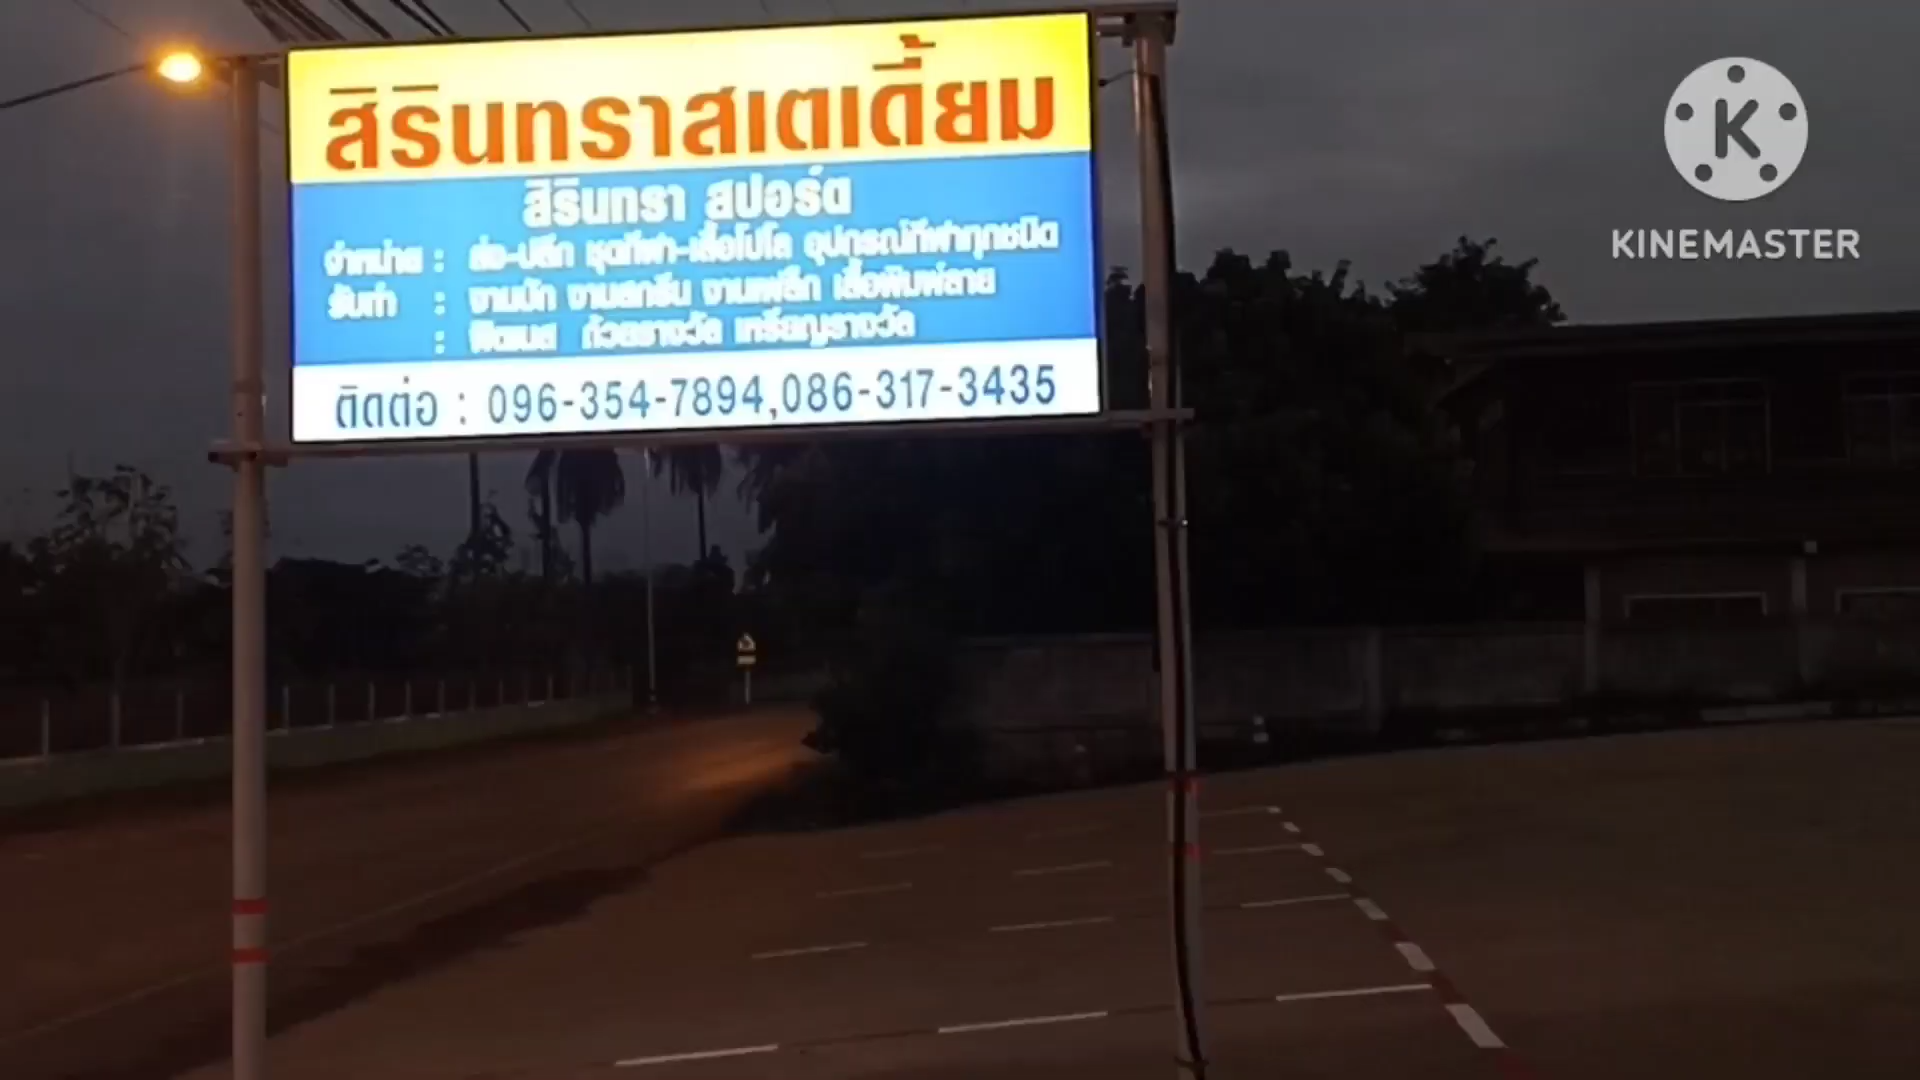 สิรินทราสเตเดี้ยม
สิรินทรา สปอร์ต
จำหน่าย : ส่ง-ปลีก ชุดกีฬา-เสื้อโปโล อุปกรณ์กีฬาทุกชนิด
รับทำ : งานปัก งานสกรีน งานเฟล็ก เสื้อพิมพ์ลาย
: ฟิตเนส ถ้วยรางวัล เหรียญรางวัล
ติดต่อ : 096-354-7894,086-317-3435
K
KINEMASTER